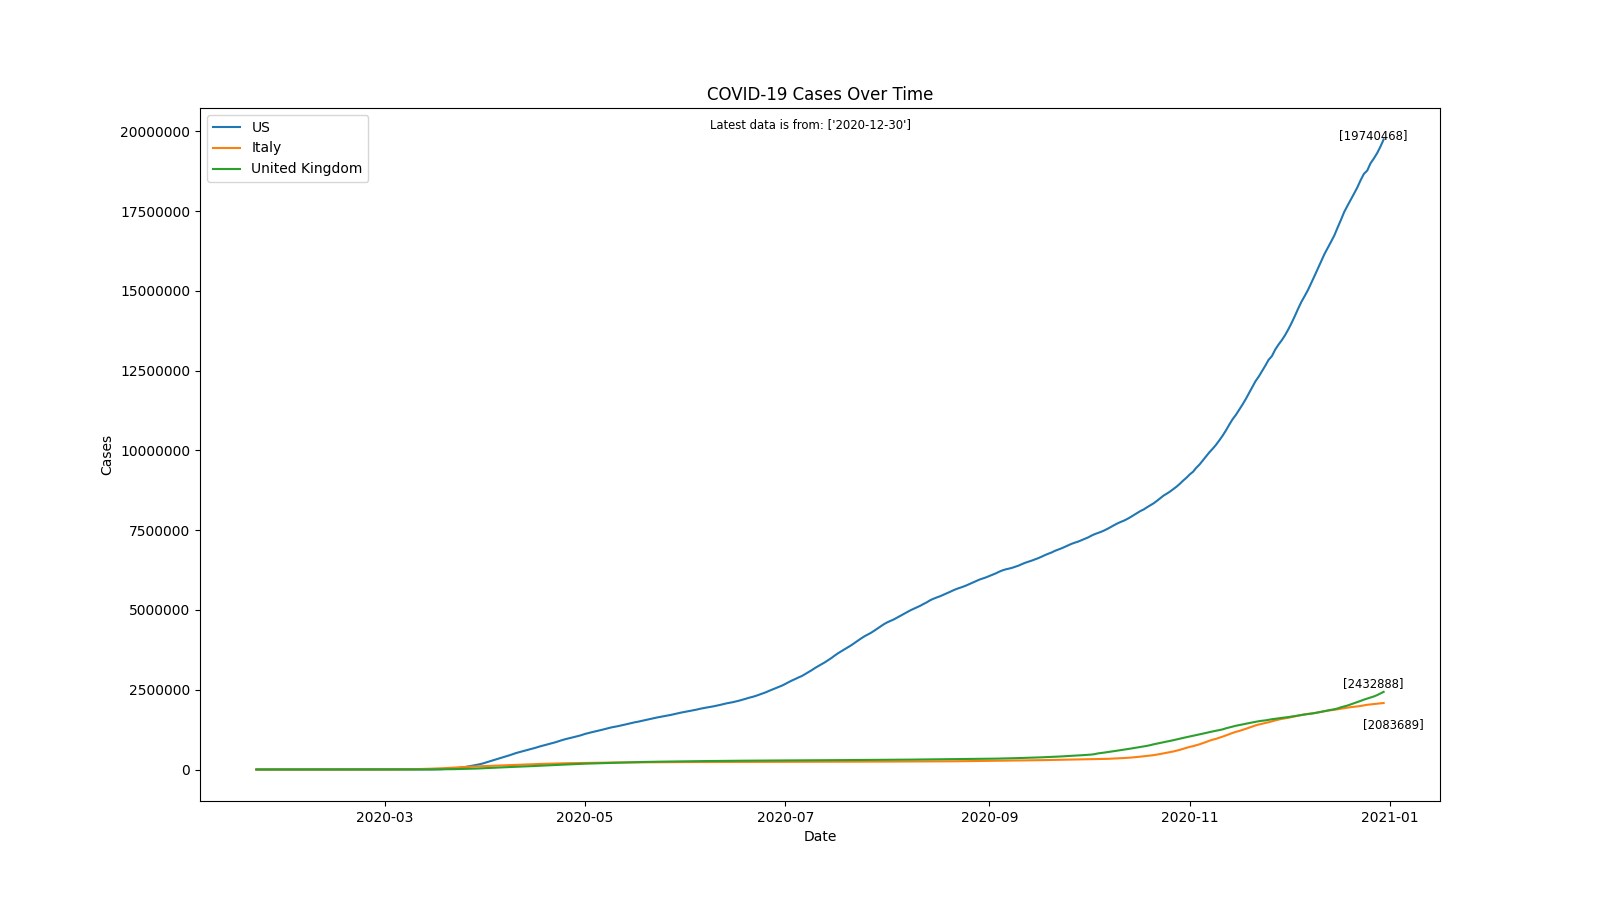 COVID-19 Cases Over Time
Latest data is from: ['2020-12-30']
US
Italy
United Kingdom
[19740468]
[2432888]
[2083689]
Cases
20000000
17500000
15000000
12500000
10000000
7500000
5000000
2500000
0
2020-03
2020-05
2020-07
2020-09
2020-11
2021-01
Date